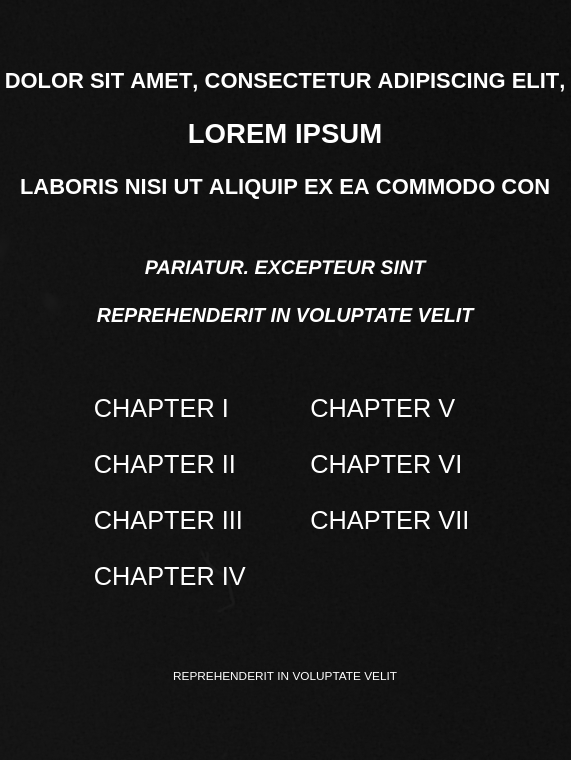 DOLOR SIT AMET, CONSECTETUR ADIPISCING ELIT,
LOREM IPSUM
LABORIS NISI UT ALIQUIP EX EA COMMODO CON
PARIATUR. EXCEPTEUR SINT
REPREHENDERIT IN VOLUPTATE VELIT
CHAPTER I
CHAPTER II
CHAPTER III
CHAPTER IV
CHAPTER V
CHAPTER VI
CHAPTER VII
REPREHENDERIT IN VOLUPTATE VELIT